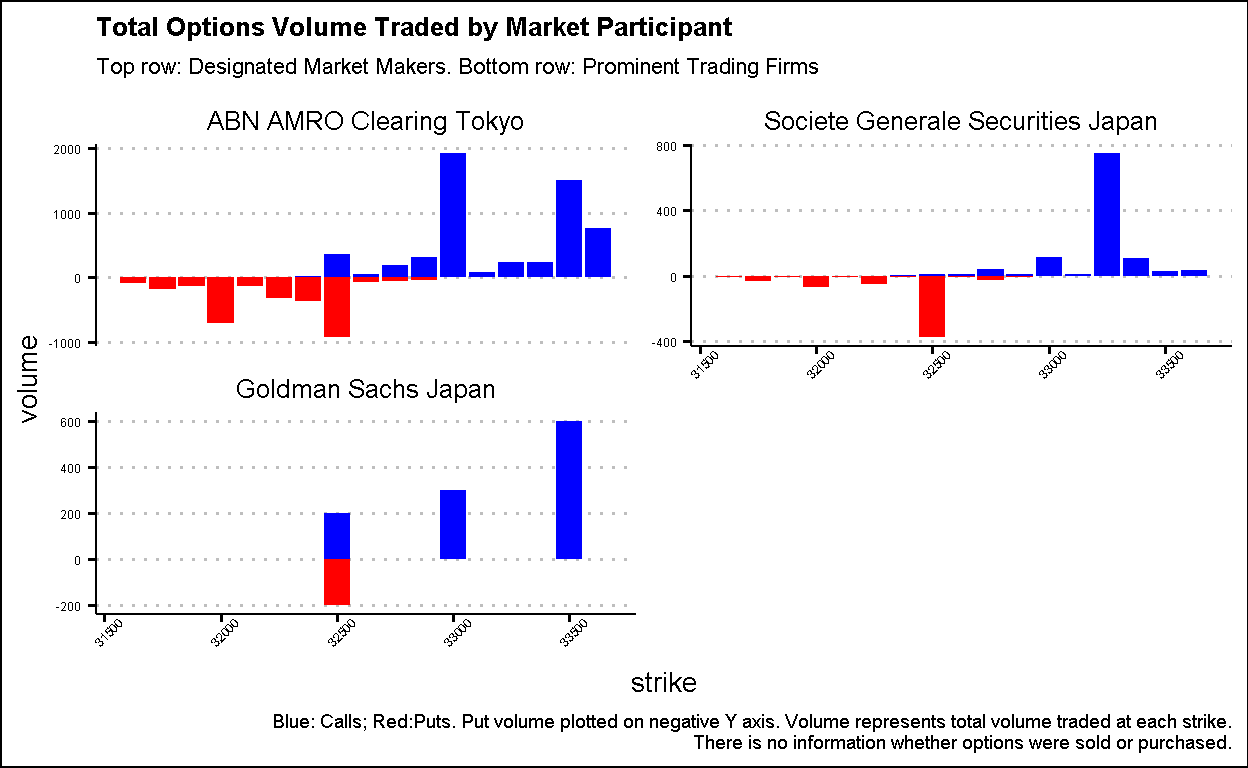 Total Options Volume Traded by Market Participant
Top row: Designated Market Makers. Bottom row: Prominent Trading Firms
ABN AMRO Clearing Tokyo
2000
1000
0
-1000
Societe Generale Securities Japan
800
400
0
-400
31500
32000
32500
33000
33500
volume
Goldman Sachs Japan
600
400
200
0
-200
31500
32000
32500
33000
33500
strike
Blue: Calls; Red:Puts. Put volume plotted on negative Y axis. Volume represents total volume traded at each strike.
There is no information whether options were sold or purchased.